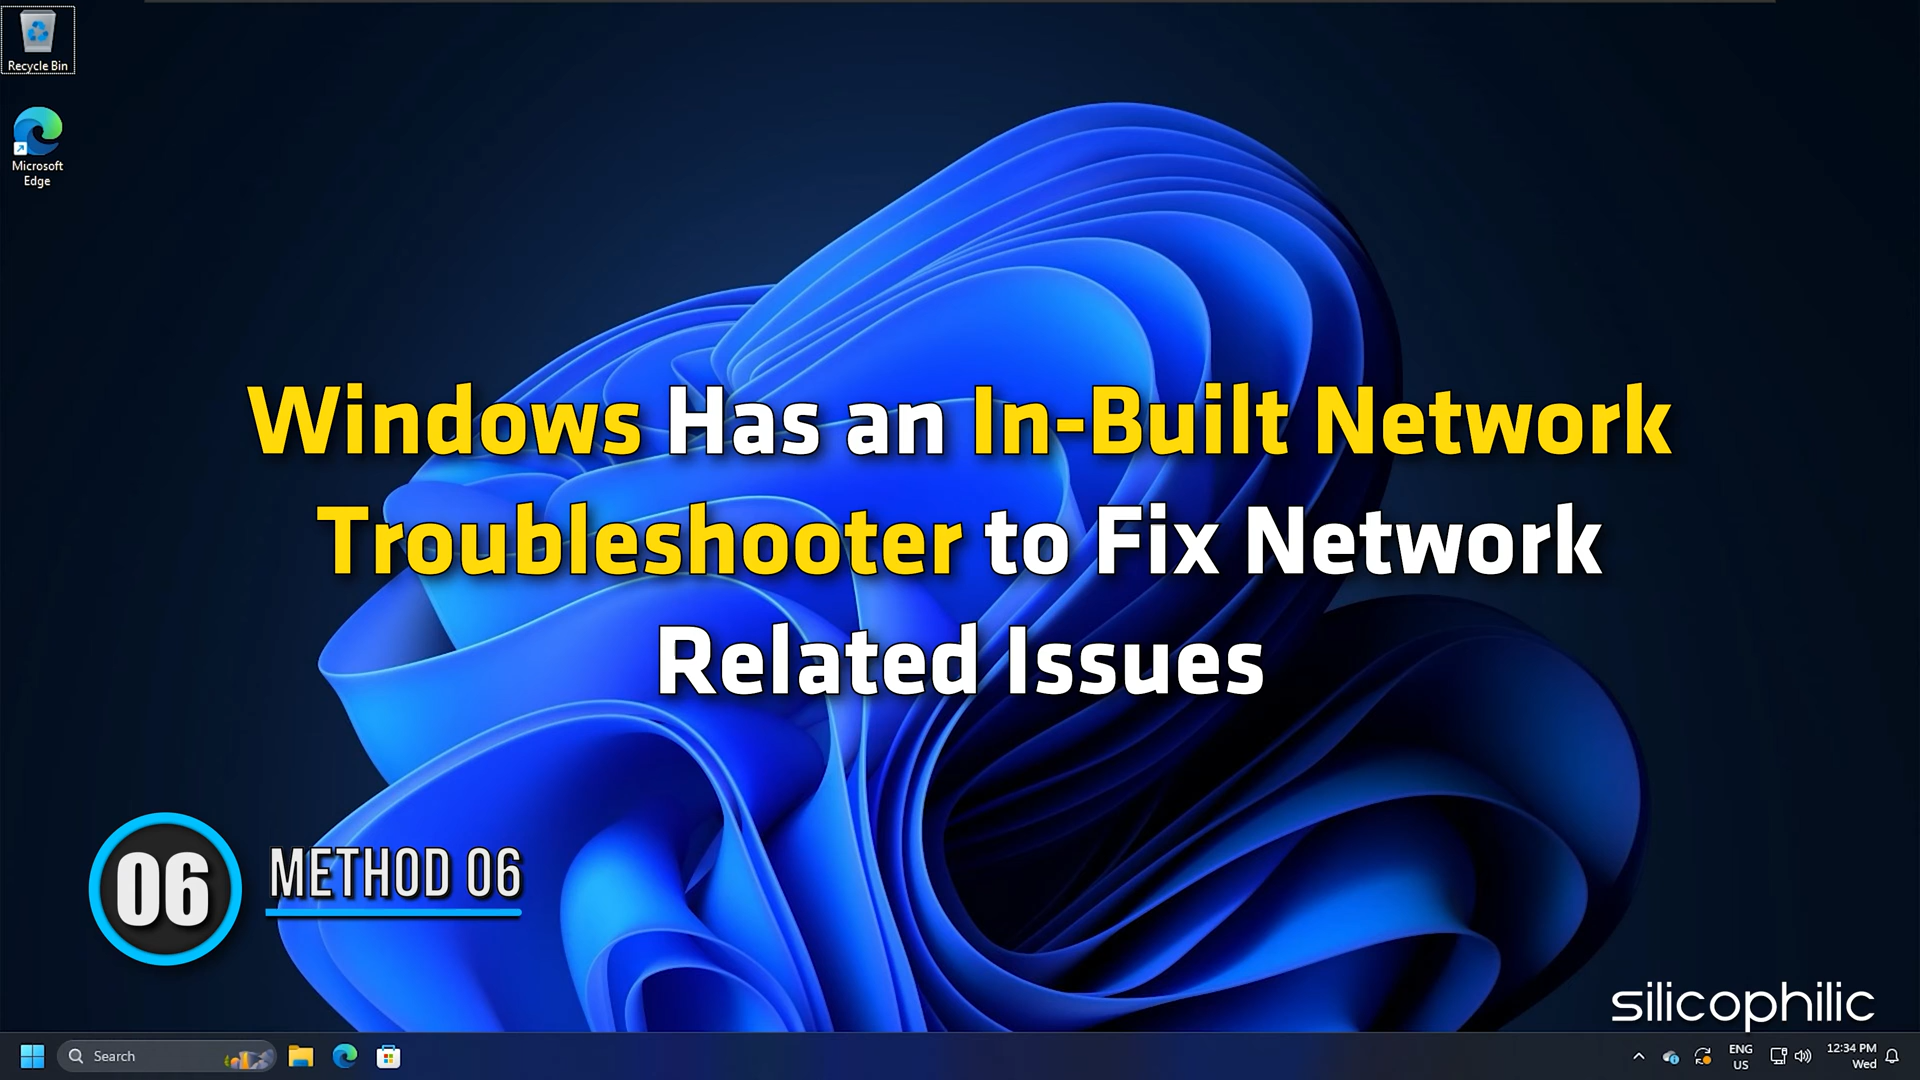 Recycle Bin
Microsoft
Edge
Windows Has an In-Built Network
Troubleshooter to Fix Network
Related Issues
06
METHOD 06
silicophilic
Search
ENG
US
12:34 PM
Wed